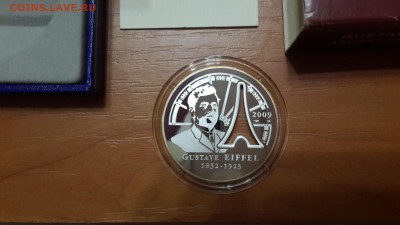 COINS.LAVE.RU
2009
GUSTAVE EIFFEL
1832-1923